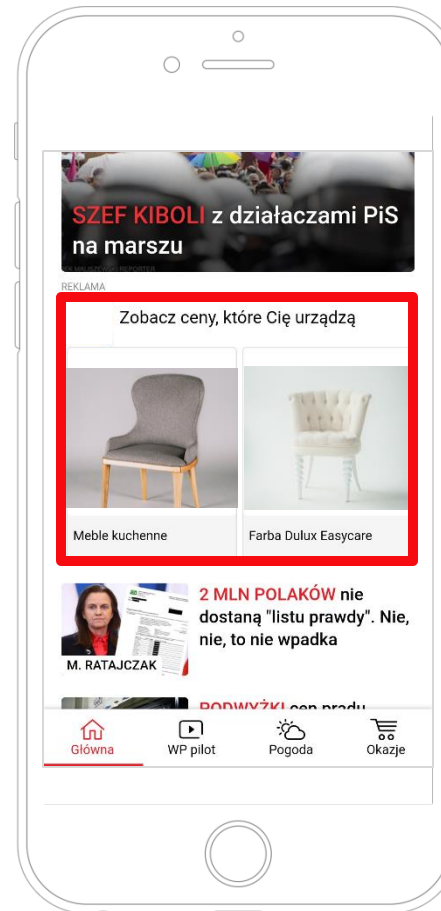 SZEF KIBOLI z działaczami PiS
na marszu
REKLAMA
Zobacz ceny, które Cię urządzą
Meble kuchenne
Farba Dulux Easycare
2 MLN POLAKÓW nie
dostaną "listu prawdy". Nie,
nie, to nie wpadka
M. RATAJCZAK
PODWYŻKI cen prądu
Główna
WP pilot
Pogoda
Okazje